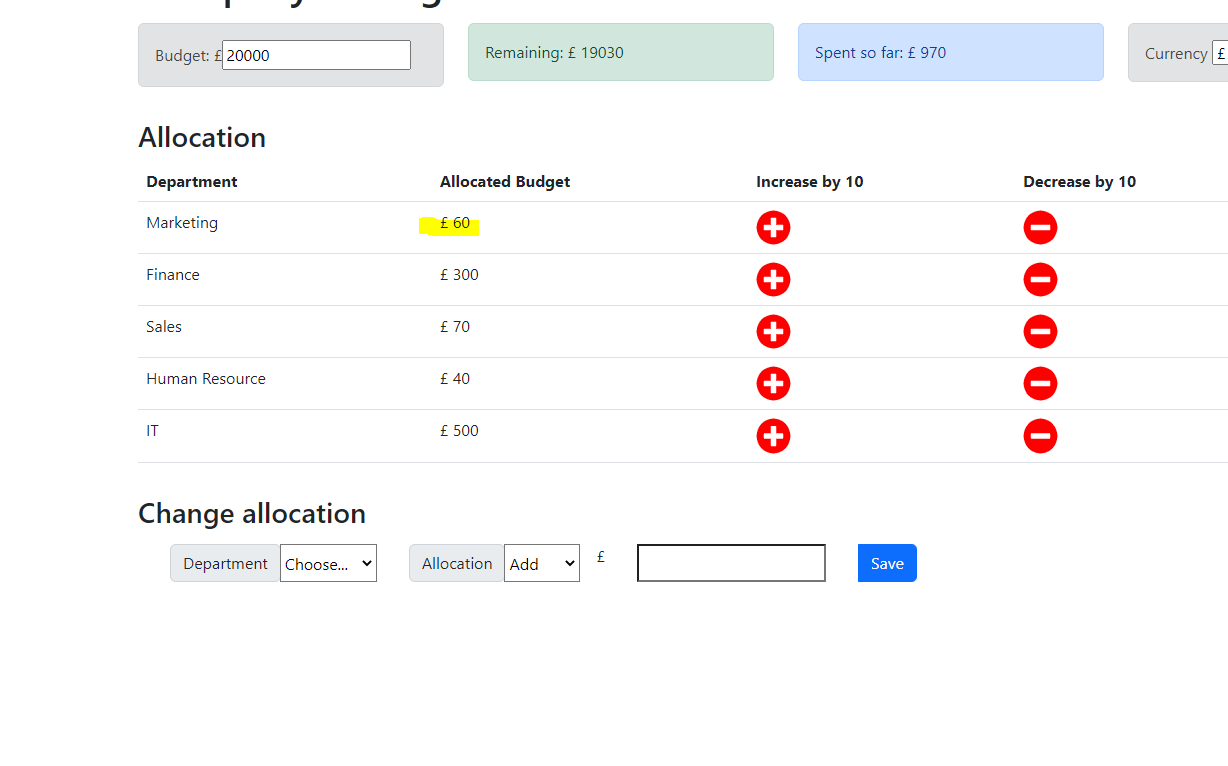 Budget: £ 20000
Remaining: £ 19030
Spent so far: £ 970
Currency £
Allocation
Department Allocated Budget Increase by 10 Decrease by 10
Marketing £ 60
Finance £ 300
Sales £ 70
Human Resource £ 40
IT £ 500
Change allocation
Department Choose... Allocation Add £ Save